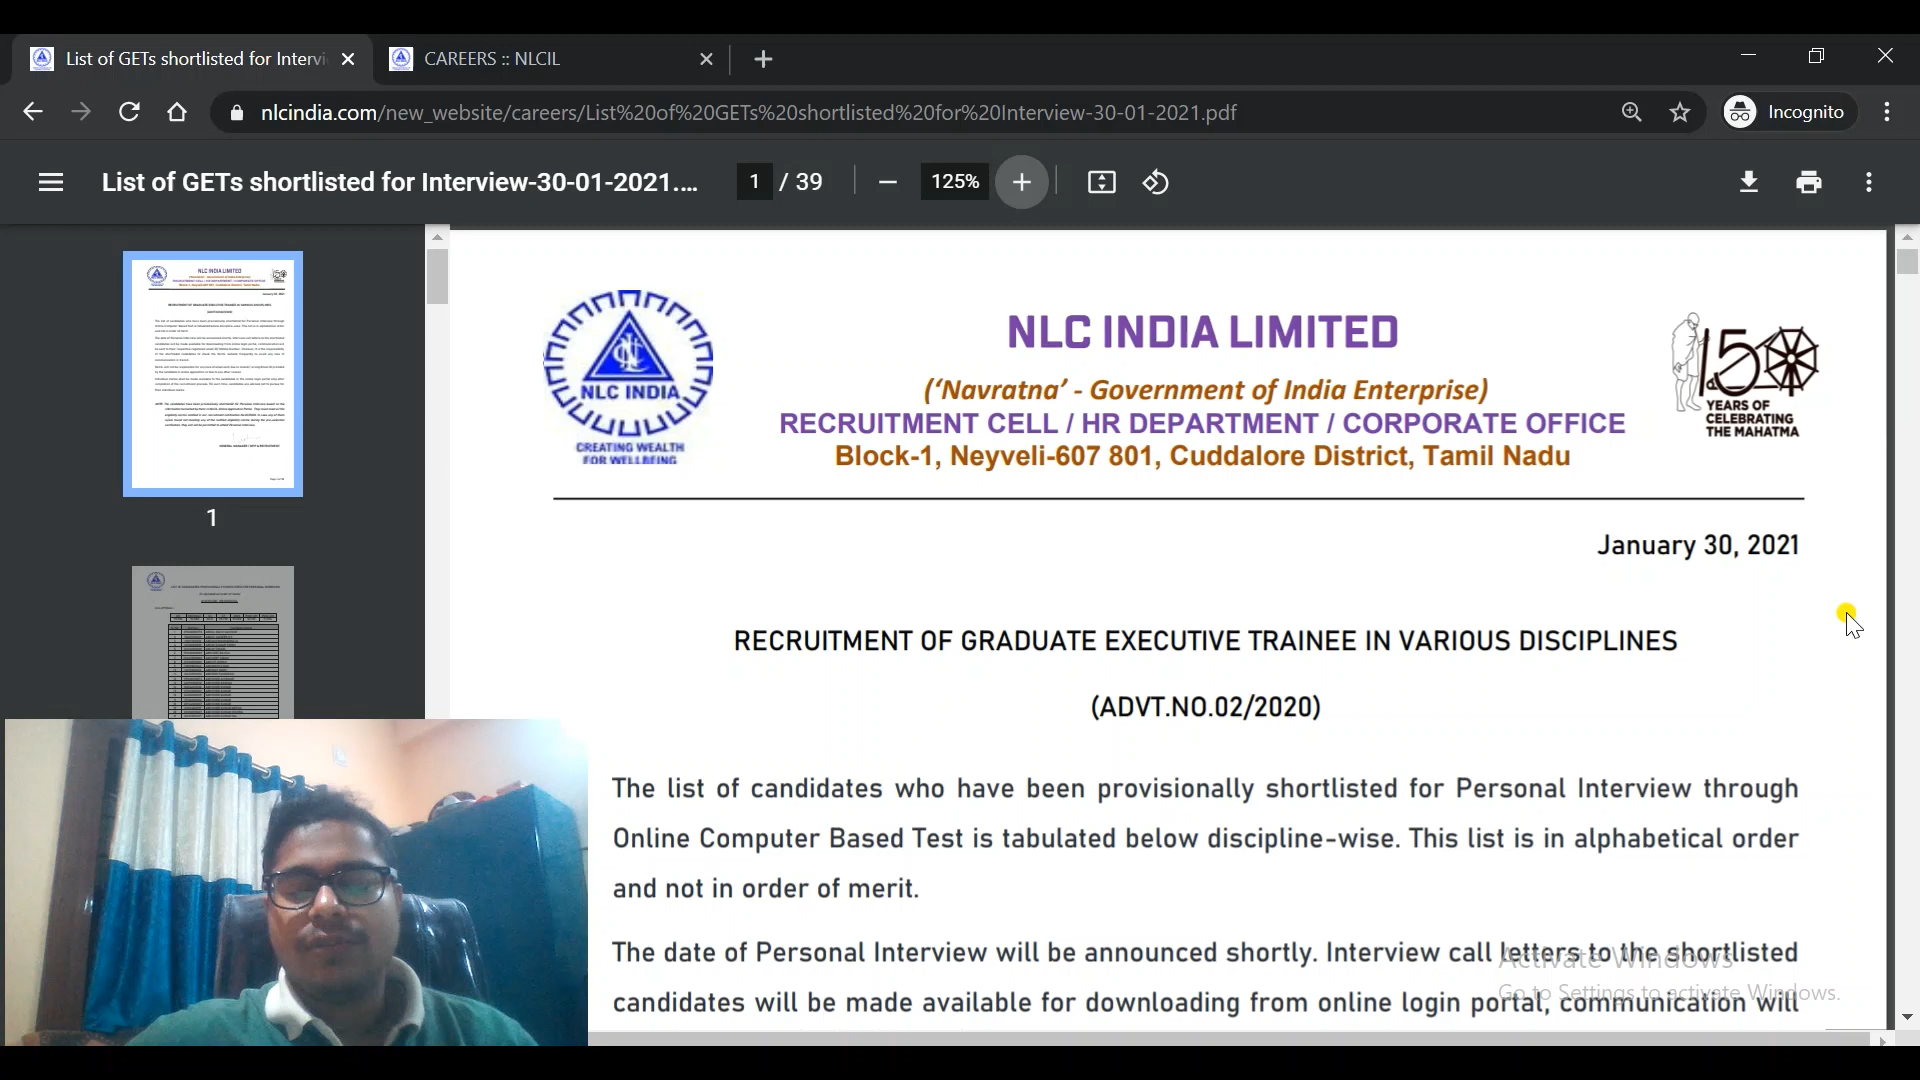 List of GETs shortlisted for Intervi
CAREERS :: NLCIL
nlcindia.com/new_website/careers/List%20of%20GETs%20shortlisted%20for%20Interview-30-01-2021.pdf
Incognito
List of GETs shortlisted for Interview-30-01-2021....
1 / 39
125%
1
NLC INDIA
CREATING WEALTH
FOR WELLBEING
NLC INDIA LIMITED
('Navratna' - Government of India Enterprise)
RECRUITMENT CELL / HR DEPARTMENT / CORPORATE OFFICE
Block-1, Neyveli-607 801, Cuddalore District, Tamil Nadu
150
YEARS OF
CELEBRATING
THE MAHATMA
January 30, 2021
RECRUITMENT OF GRADUATE EXECUTIVE TRAINEE IN VARIOUS DISCIPLINES
(ADVT.NO.02/2020)
The list of candidates who have been provisionally shortlisted for Personal Interview through
Online Computer Based Test is tabulated below discipline-wise. This list is in alphabetical order
and not in order of merit.
The date of Personal Interview will be announced shortly. Interview call letters to the shortlisted
candidates will be made available for downloading from online login portal, communication will
Activate Windows
Go to Settings to activate Windows.